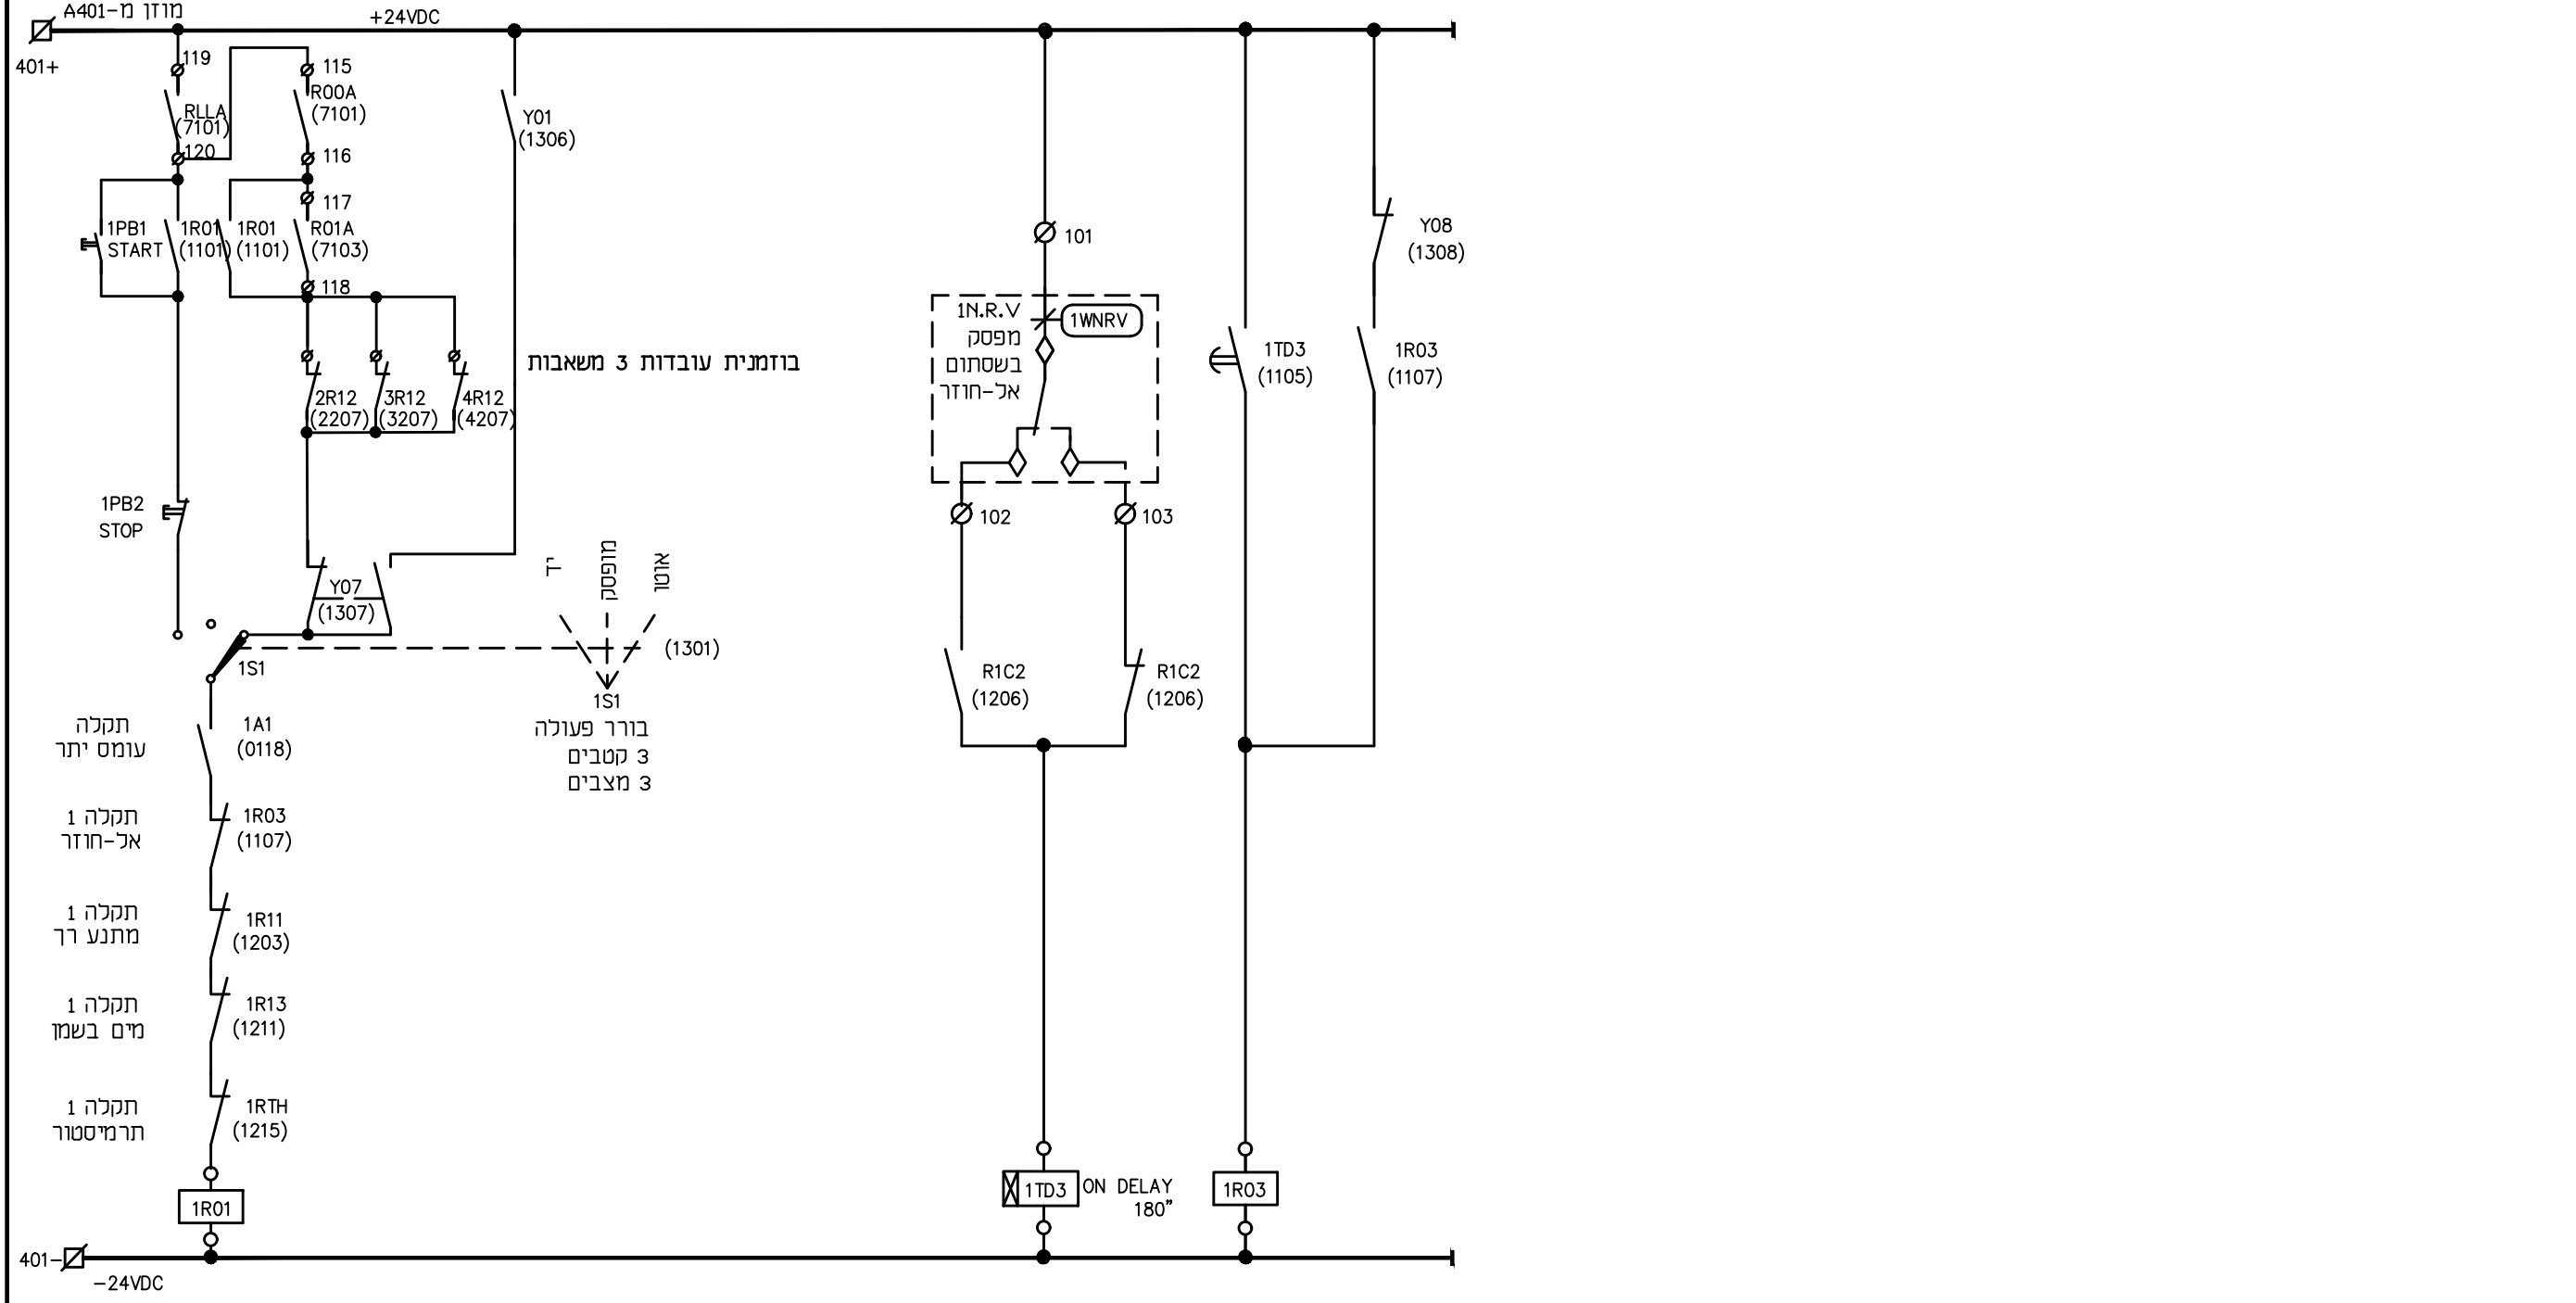 מוזן מ-A401
+24VDC
401+
119
115
R00A
(7101)
RLLA
(7101)
120
116
Y01
(1306)
117
1PB1
START
1R01
(1101)
1R01
(1101)
R01A
(7103)
118
2R12
(2207)
3R12
(3207)
4R12
(4207)
בוזמנית עובדות 3 משאבות
1PB2
STOP
Y07
(1307)
יד
מופסק
אוטו
(1301)
1S1
1S1
בורר פעולה
3 קטבים
3 מצבים
תקלה
עומס יתר
1A1
(0118)
תקלה 1
אל-חוזר
1R03
(1107)
תקלה 1
מתנע רך
1R11
(1203)
תקלה 1
מים בשמן
1R13
(1211)
תקלה 1
תרמיסטור
1RTH
(1215)
1R01
101
1N.R.V
מפסק
בשסתום
אל-חוזר
1WNRV
102
103
R1C2
(1206)
R1C2
(1206)
1TD3
ON DELAY
180"
1TD3
(1105)
Y08
(1308)
1R03
(1107)
1R03
401-
-24VDC